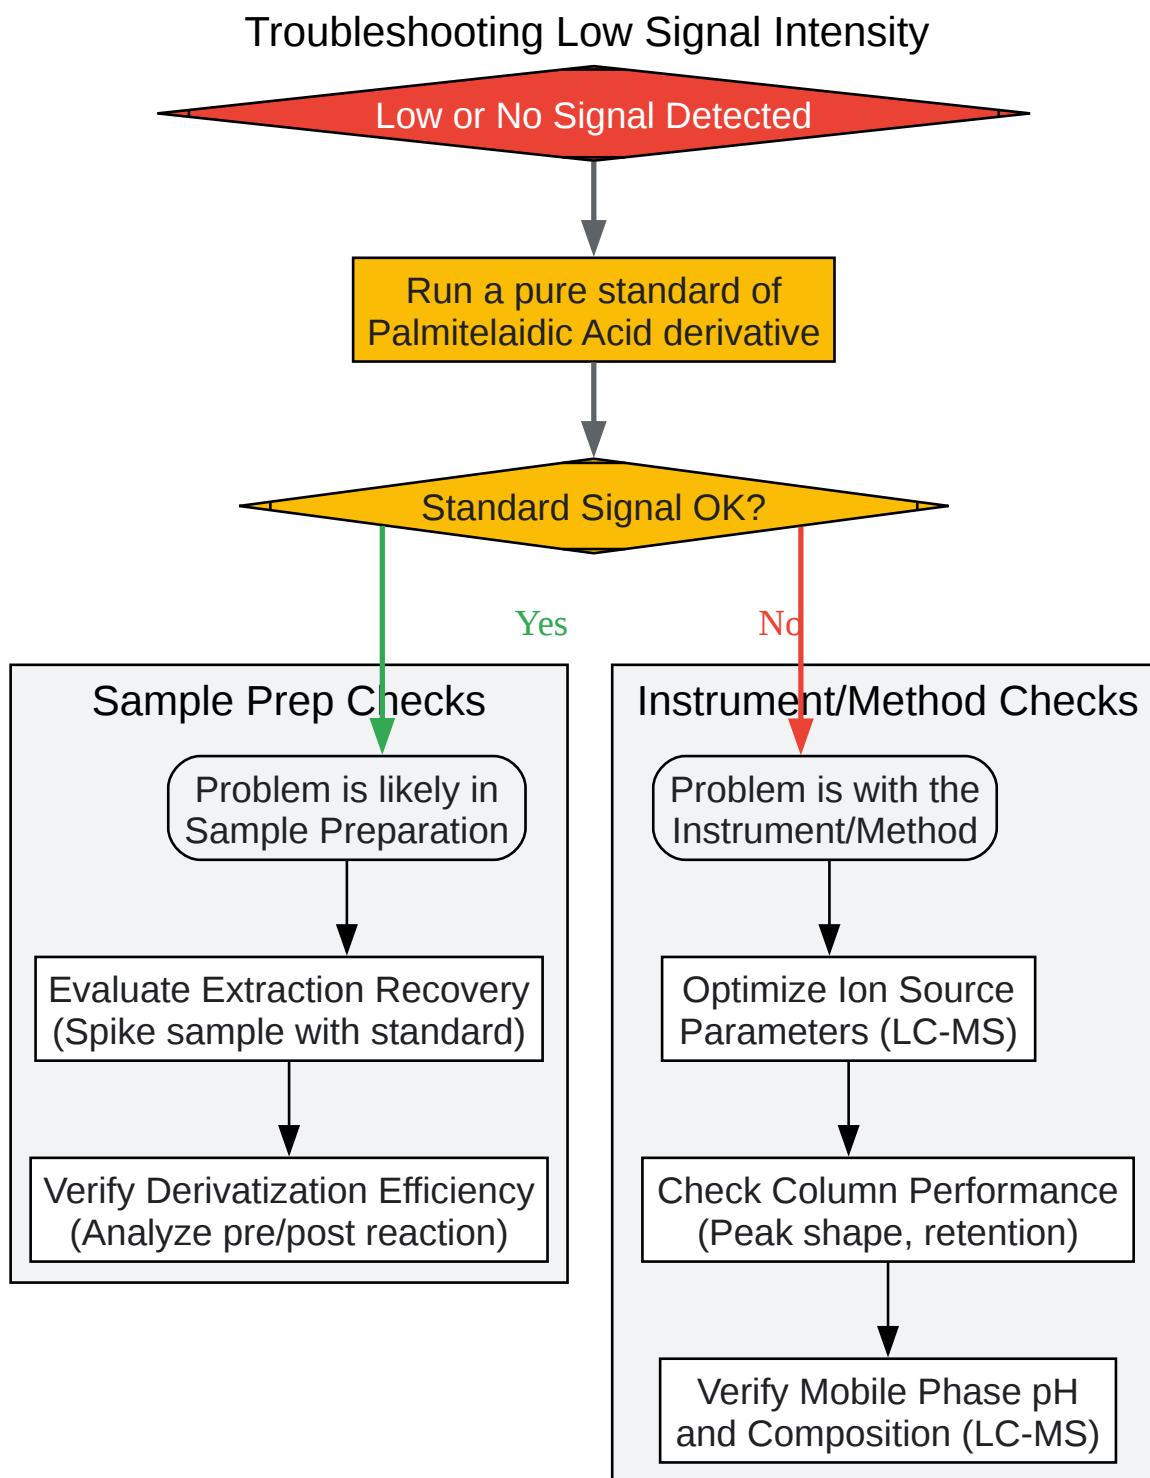 Troubleshooting Low Signal Intensity
Low or No Signal Detected
Run a pure standard of
Palmitelaidic Acid derivative
Standard Signal OK?
Yes
No
Sample Prep Checks
Problem is likely in
Sample Preparation
Evaluate Extraction Recovery
(Spike sample with standard)
Verify Derivatization Efficiency
(Analyze pre/post reaction)
Instrument/Method Checks
Problem is with the
Instrument/Method
Optimize Ion Source
Parameters (LC-MS)
Check Column Performance
(Peak shape, retention)
Verify Mobile Phase pH
and Composition (LC-MS)